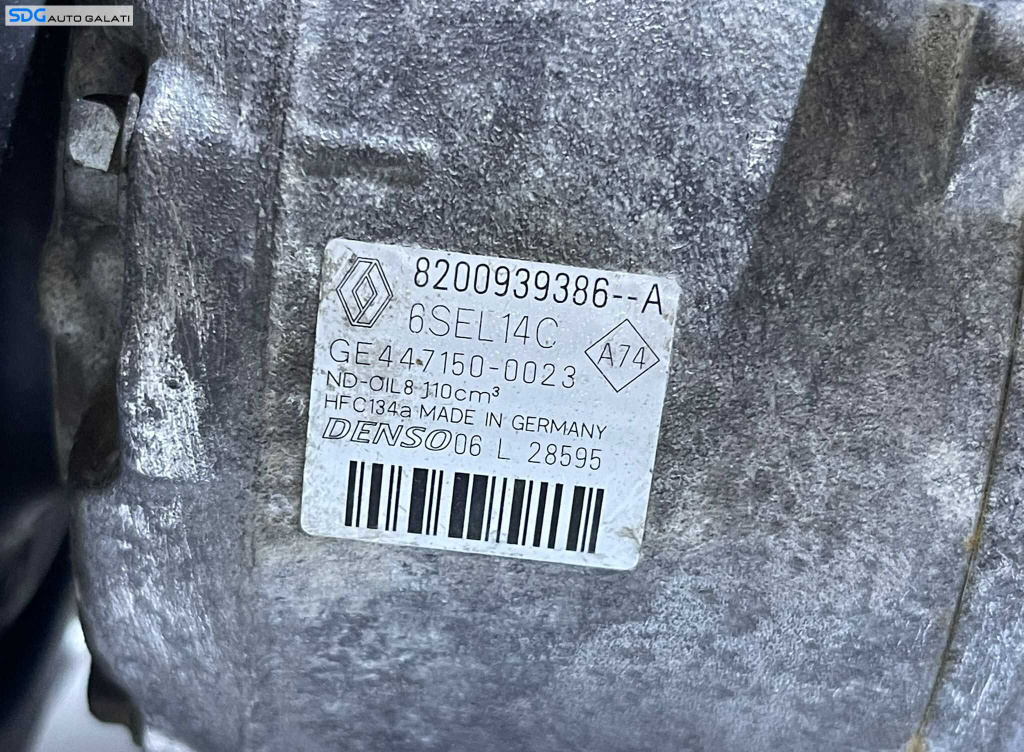 SDG AUTO GALATI
8200939386--A
6SEL14C
A74
GE447150-0023
ND-OIL8 110cm³
HFC134a MADE IN GERMANY
DENSO 06 L 28595